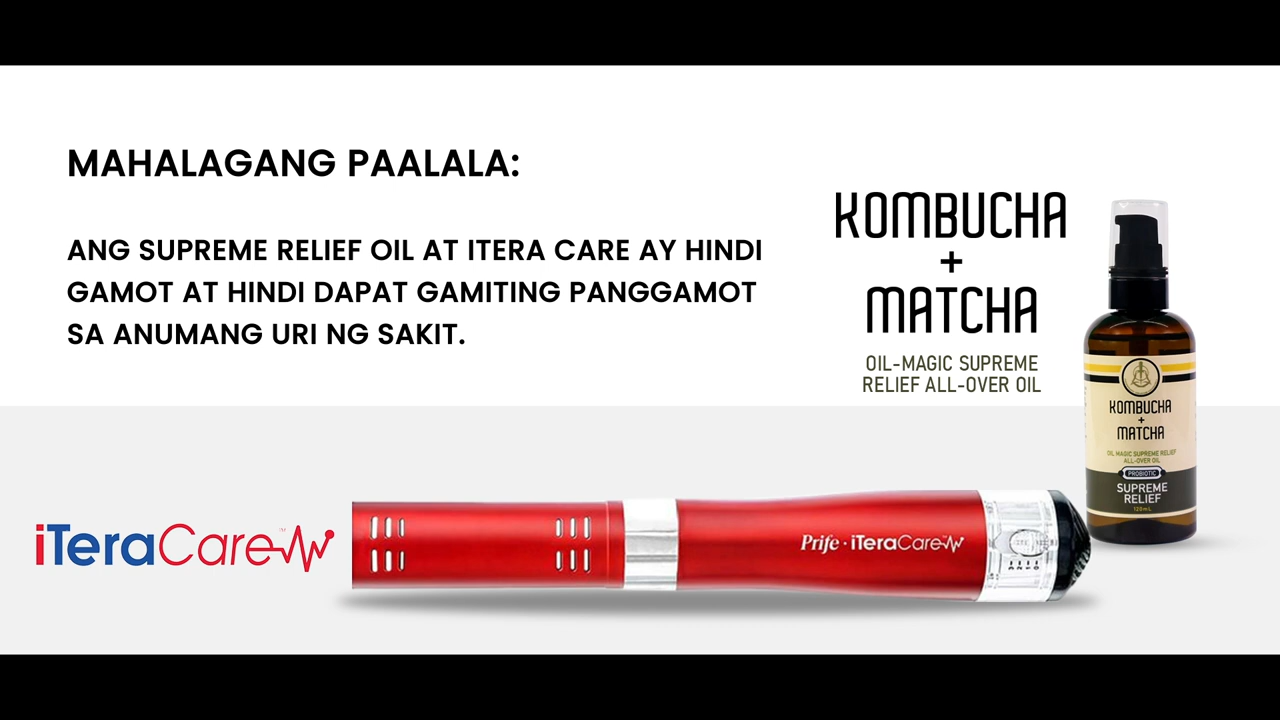 MAHALAGANG PAALALA:
ANG SUPREME RELIEF OIL AT ITERA CARE AY HINDI
GAMOT AT HINDI DAPAT GAMITING PANGGAMOT
SA ANUMANG URI NG SAKIT.
KOMBUCHA
+
MATCHA
OIL-MAGIC SUPREME
RELIEF ALL-OVER OIL
KOMBUCHA
+
MATCHA
OIL MAGIC SUPREME RELIEF
ALL-OVER OIL
PROBIOTIC
SUPREME
RELIEF
120mL
iTeraCare™
Prife · iTeraCare